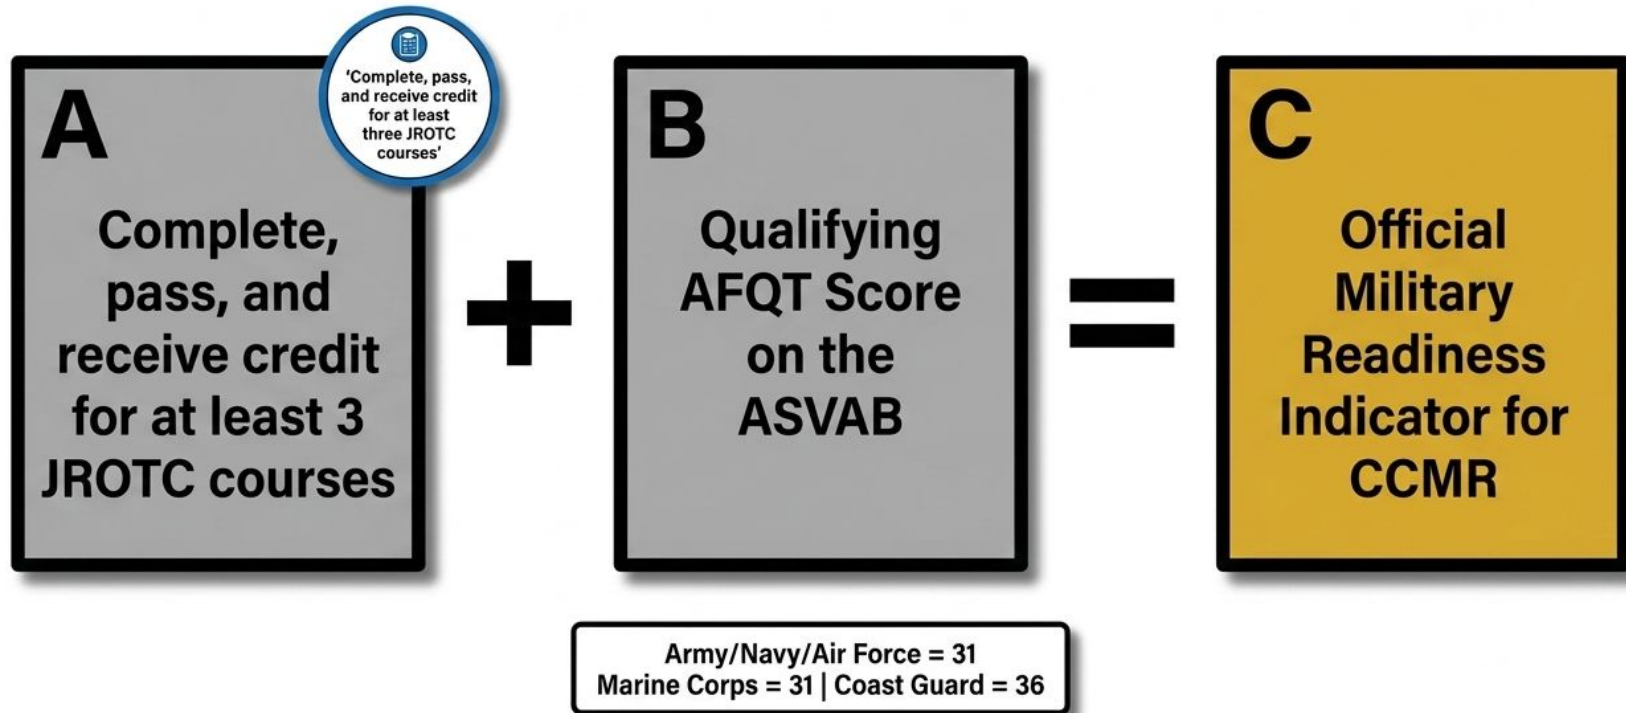 A
'Complete, pass,
and receive credit
for at least
three JROTC
courses'
Complete,
pass, and
receive credit
for at least 3
JROTC courses
+
B
Qualifying
AFQT Score
on the
ASVAB
=
C
Official
Military
Readiness
Indicator for
CCMR
Army/Navy/Air Force = 31
Marine Corps = 31 | Coast Guard = 36